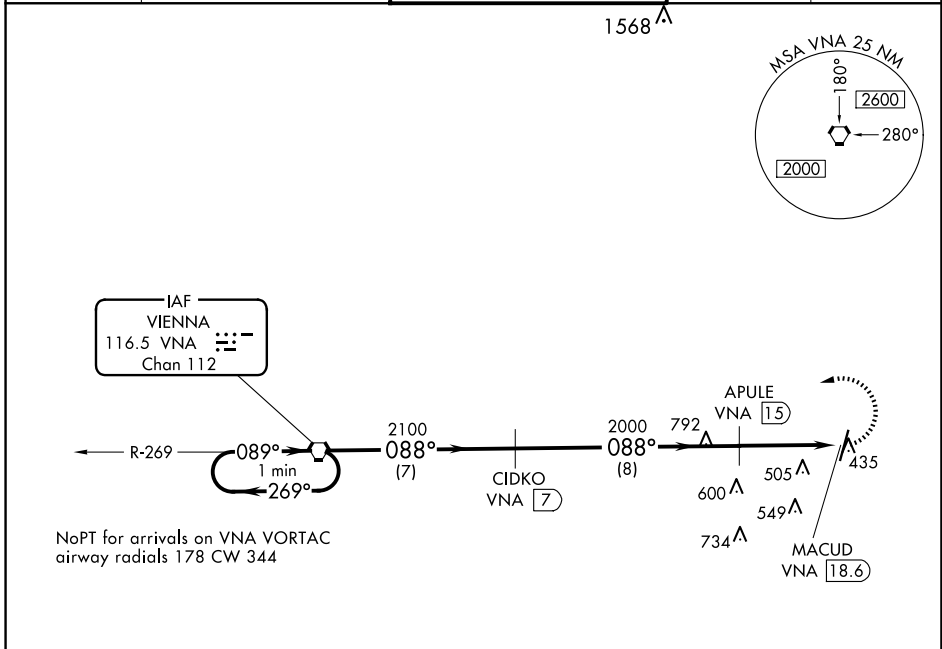 1568
MSA VNA 25 NM
180°
2600
280°
2000
IAF
VIENNA
116.5 VNA
Chan 112
APULE
VNA 15
2100
2000
792
R-269
089°
088°
088°
1 min
(7)
(8)
435
269°
CIDKO
VNA 7
505
600
549
734
NoPT for arrivals on VNA VORTAC
airway radials 178 CW 344
MACUD
VNA 18.6